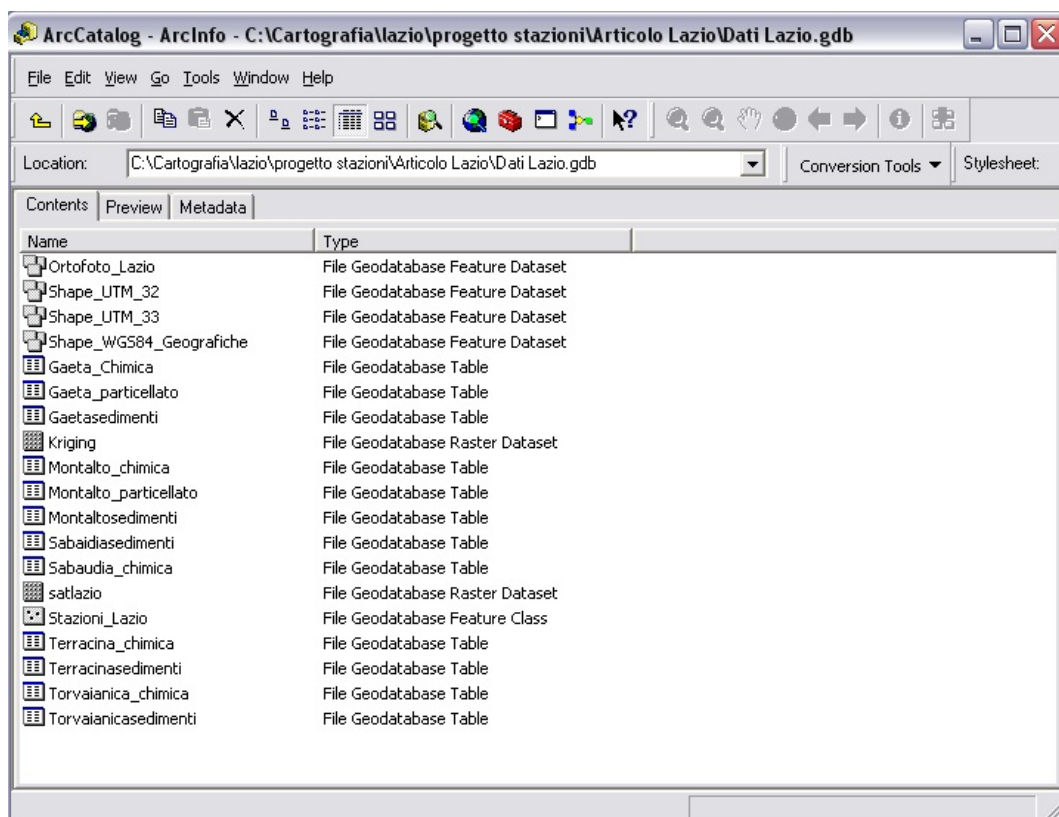 ArcCatalog - ArcInfo - C:\Cartografia\lazio\progetto stazioni\Articolo Lazio\Dati Lazio.gdb
File Edit View Go Tools Window Help
Location: C:\Cartografia\lazio\progetto stazioni\Articolo Lazio\Dati Lazio.gdb Conversion Tools Stylesheet:
Contents Preview Metadata
Name Type
Ortofoto_Lazio File Geodatabase Feature Dataset
Shape_UTM_32 File Geodatabase Feature Dataset
Shape_UTM_33 File Geodatabase Feature Dataset
Shape_WGS84_Geografiche File Geodatabase Feature Dataset
Gaeta_Chimica File Geodatabase Table
Gaeta_particellato File Geodatabase Table
Gaetasedimenti File Geodatabase Table
Kriging File Geodatabase Raster Dataset
Montalto_chimica File Geodatabase Table
Montalto_particellato File Geodatabase Table
Montaltosedimenti File Geodatabase Table
Sabaidiasedimenti File Geodatabase Table
Sabaudia_chimica File Geodatabase Table
satlazio File Geodatabase Raster Dataset
Stazioni_Lazio File Geodatabase Feature Class
Terracina_chimica File Geodatabase Table
Terracinasedimenti File Geodatabase Table
Torvaianica_chimica File Geodatabase Table
Torvaianicasedimenti File Geodatabase Table